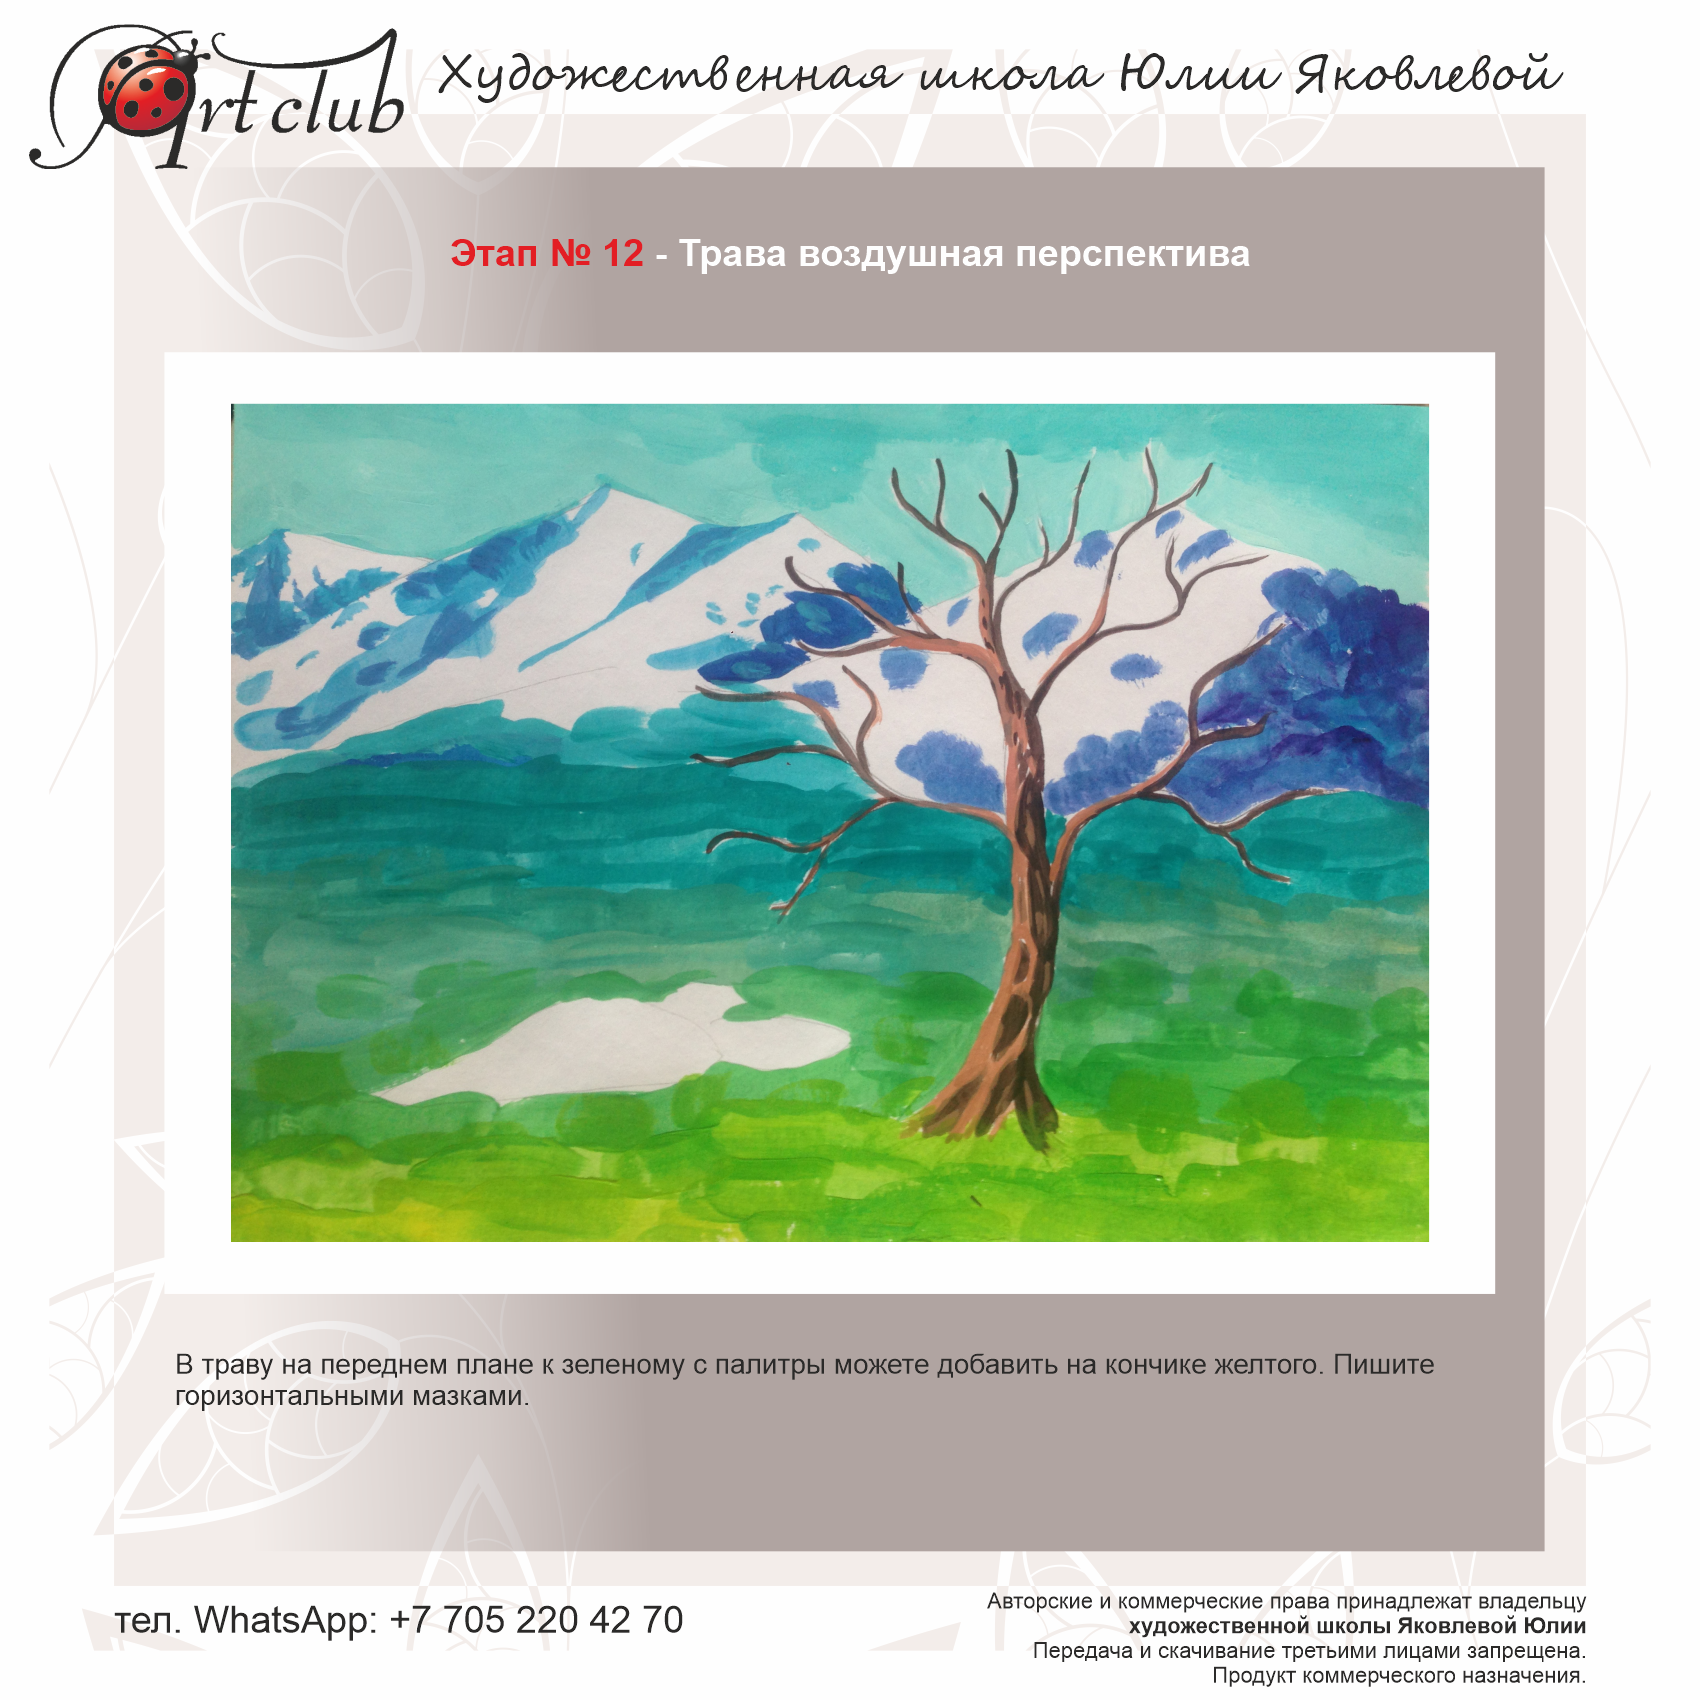 Art club
Художественная школа Юлии Яковлевой
Этап № 12 - Трава воздушная перспектива
В траву на переднем плане к зеленому с палитры можете добавить на кончике желтого. Пишите
горизонтальными мазками.
тел. WhatsApp: +7 705 220 42 70
Авторские и коммерческие права принадлежат владельцу
художественной школы Яковлевой Юлии
Передача и скачивание третьими лицами запрещена.
Продукт коммерческого назначения.